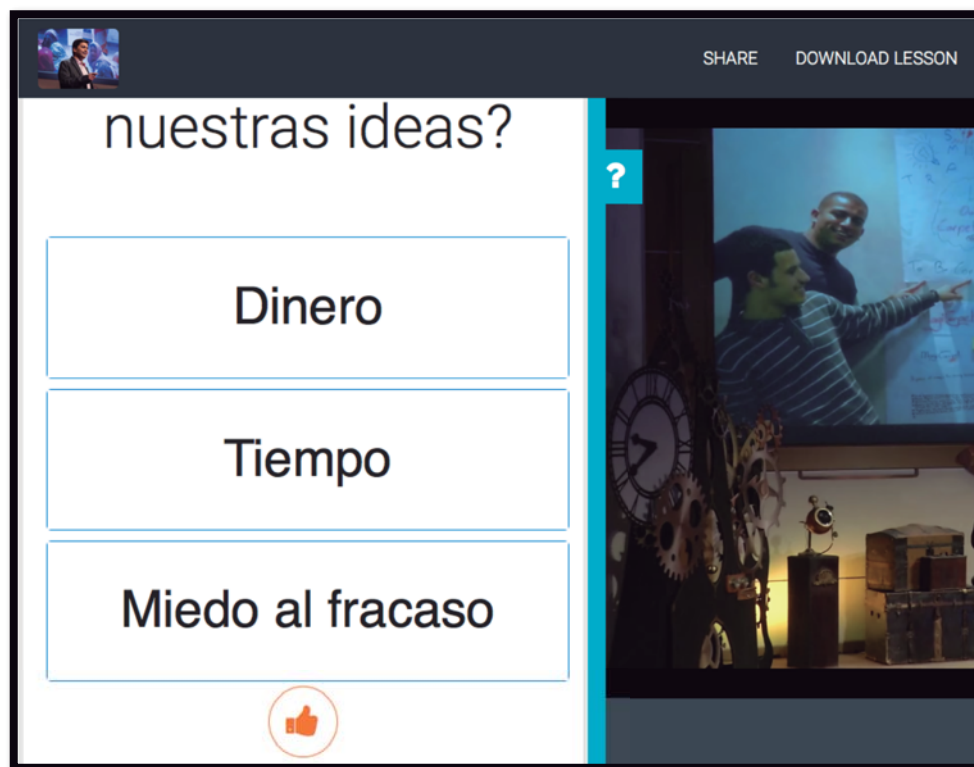 SHARE DOWNLOAD LESSON
nuestras ideas?
?
Dinero
Tiempo
Miedo al fracaso